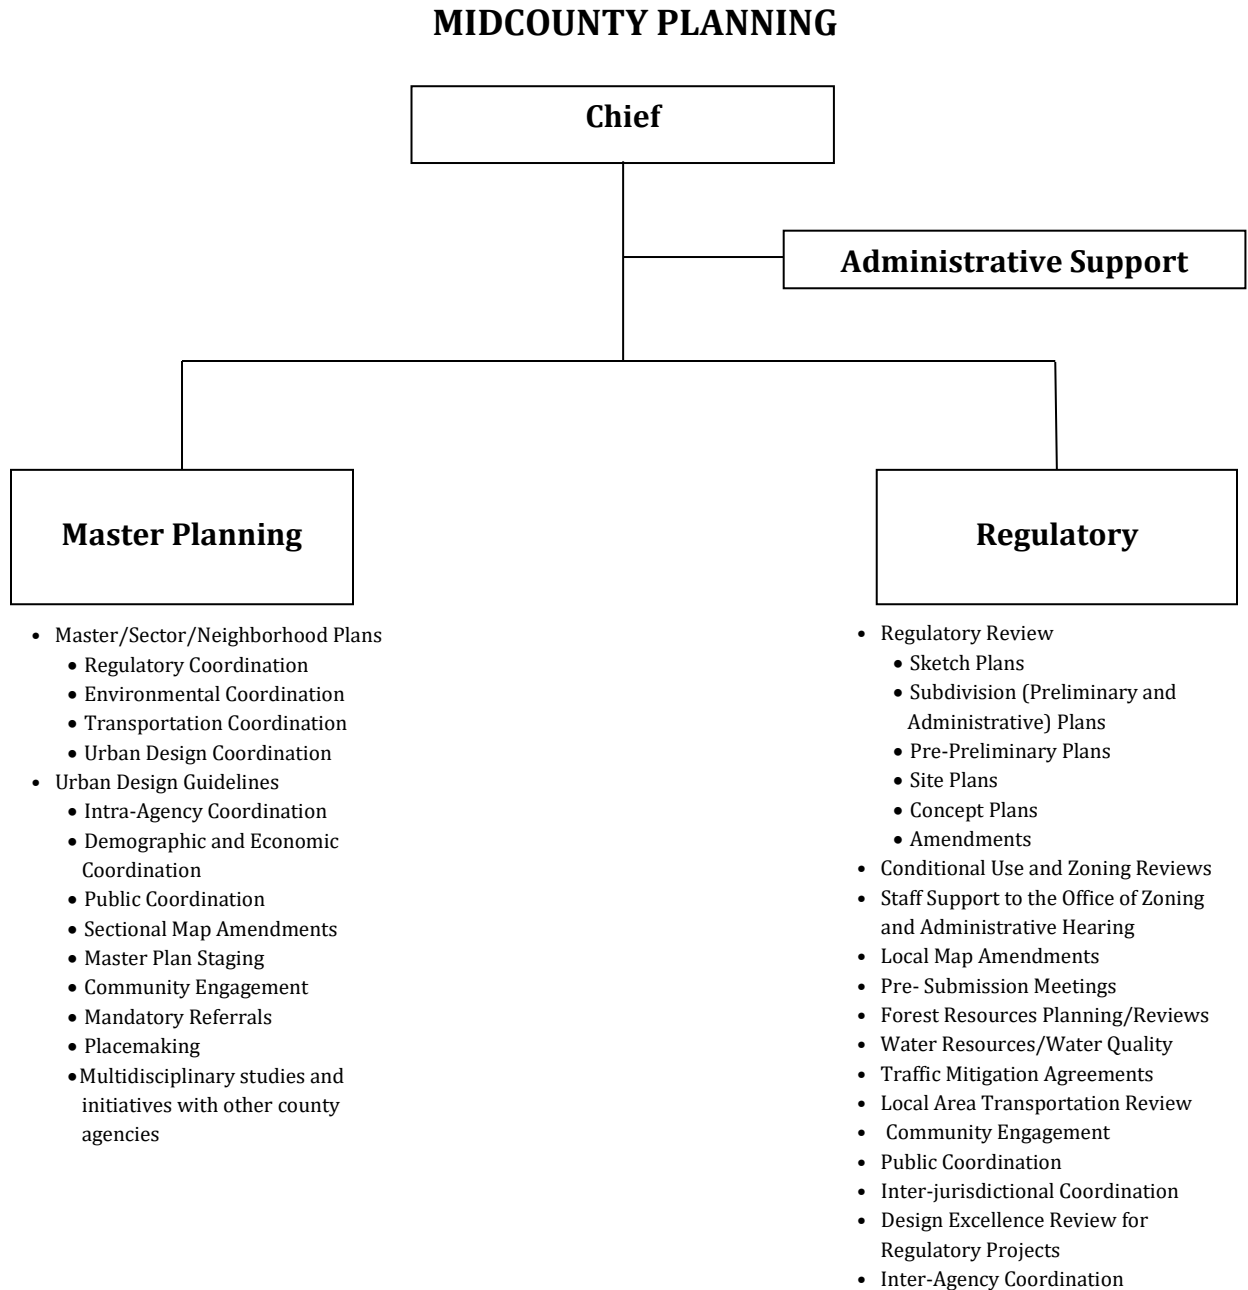 MIDCOUNTY PLANNING
Chief
Administrative Support
Master Planning
• Master/Sector/Neighborhood Plans
• Regulatory Coordination
• Environmental Coordination
• Transportation Coordination
• Urban Design Coordination
• Urban Design Guidelines
• Intra-Agency Coordination
• Demographic and Economic
Coordination
• Public Coordination
• Sectional Map Amendments
• Master Plan Staging
• Community Engagement
• Mandatory Referrals
• Placemaking
• Multidisciplinary studies and
initiatives with other county
agencies
Regulatory
• Regulatory Review
• Sketch Plans
• Subdivision (Preliminary and
Administrative) Plans
• Pre-Preliminary Plans
• Site Plans
• Concept Plans
• Amendments
• Conditional Use and Zoning Reviews
• Staff Support to the Office of Zoning
and Administrative Hearing
• Local Map Amendments
• Pre- Submission Meetings
• Forest Resources Planning/Reviews
• Water Resources/Water Quality
• Traffic Mitigation Agreements
• Local Area Transportation Review
• Community Engagement
• Public Coordination
• Inter-jurisdictional Coordination
• Design Excellence Review for
Regulatory Projects
• Inter-Agency Coordination